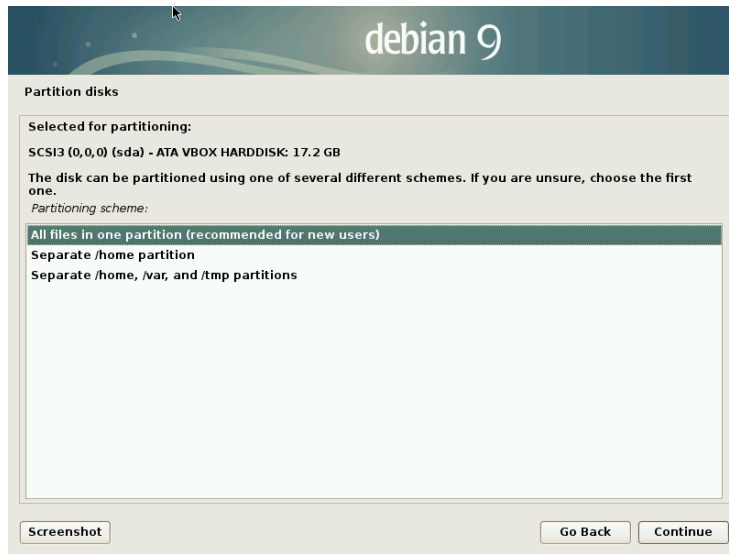 debian 9
Partition disks
Selected for partitioning:
SCSI3 (0,0,0) (sda) - ATA VBOX HARDDISK: 17.2 GB
The disk can be partitioned using one of several different schemes. If you are unsure, choose the first
one.
Partitioning scheme:
All files in one partition (recommended for new users)
Separate /home partition
Separate /home, /var, and /tmp partitions
Screenshot
Go Back
Continue